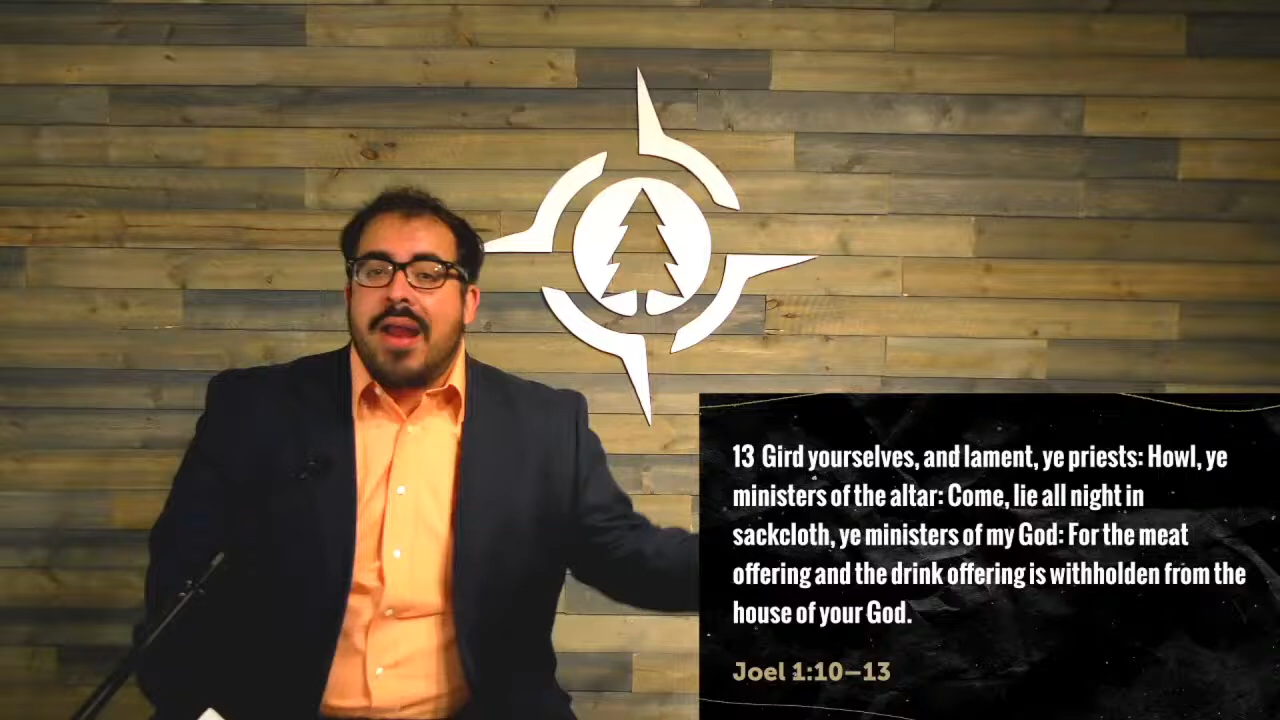 13 Gird yourselves, and lament, ye priests: Howl, ye
ministers of the altar: Come, lie all night in
sackcloth, ye ministers of my God: For the meat
offering and the drink offering is withholden from the
house of your God.
Joel 1:10–13